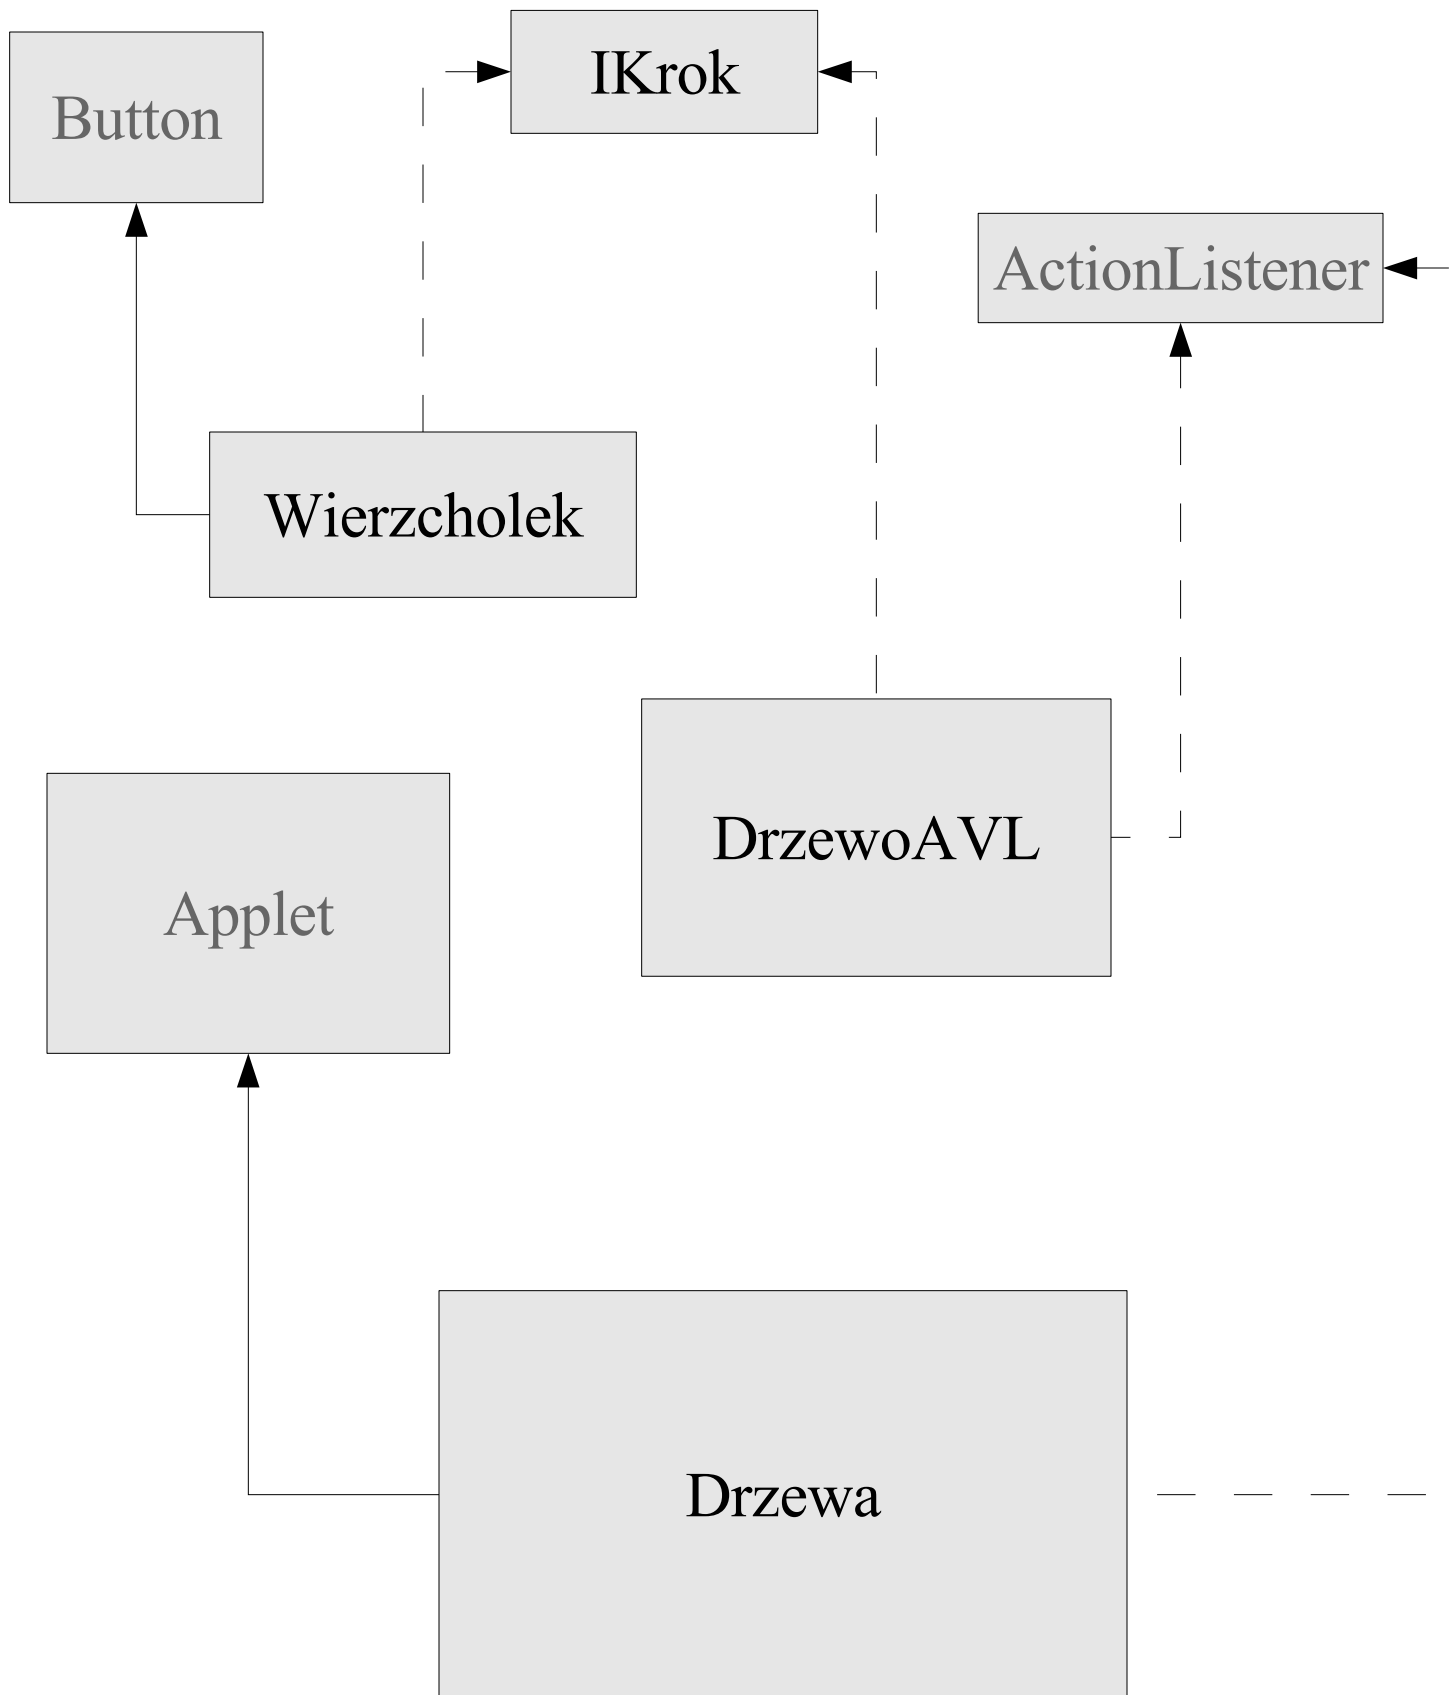 IKrok
Button
ActionListener
Wierzcholek
DrzewoAVL
Applet
Drzewa